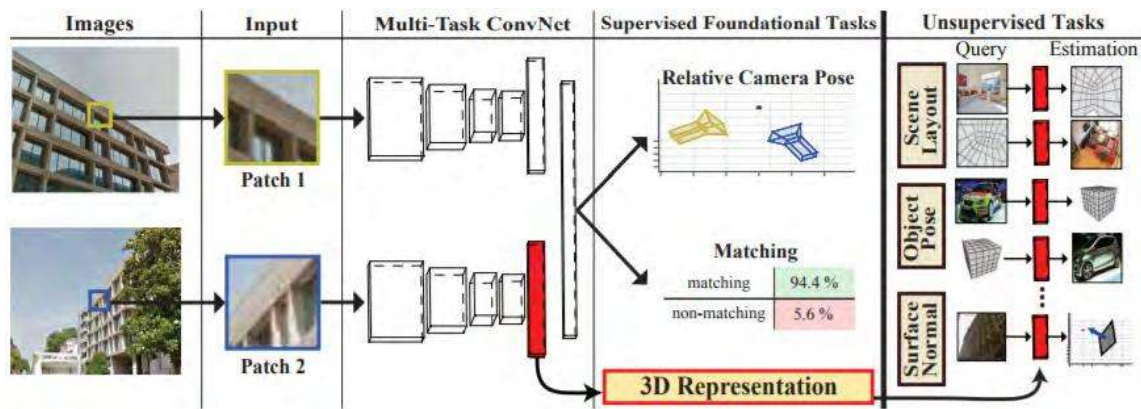 Images
Input
Multi-Task ConvNct
Supervised Foundational Tasks
Unsupervised Tasks
Patch 1
Patch 2
Relative Camera Pose
Matching
matching 94.4 %
non-matching 5.6 %
3D Representation
Query Estimation
Scene
Layout
Object
Pose
Surface
Normal